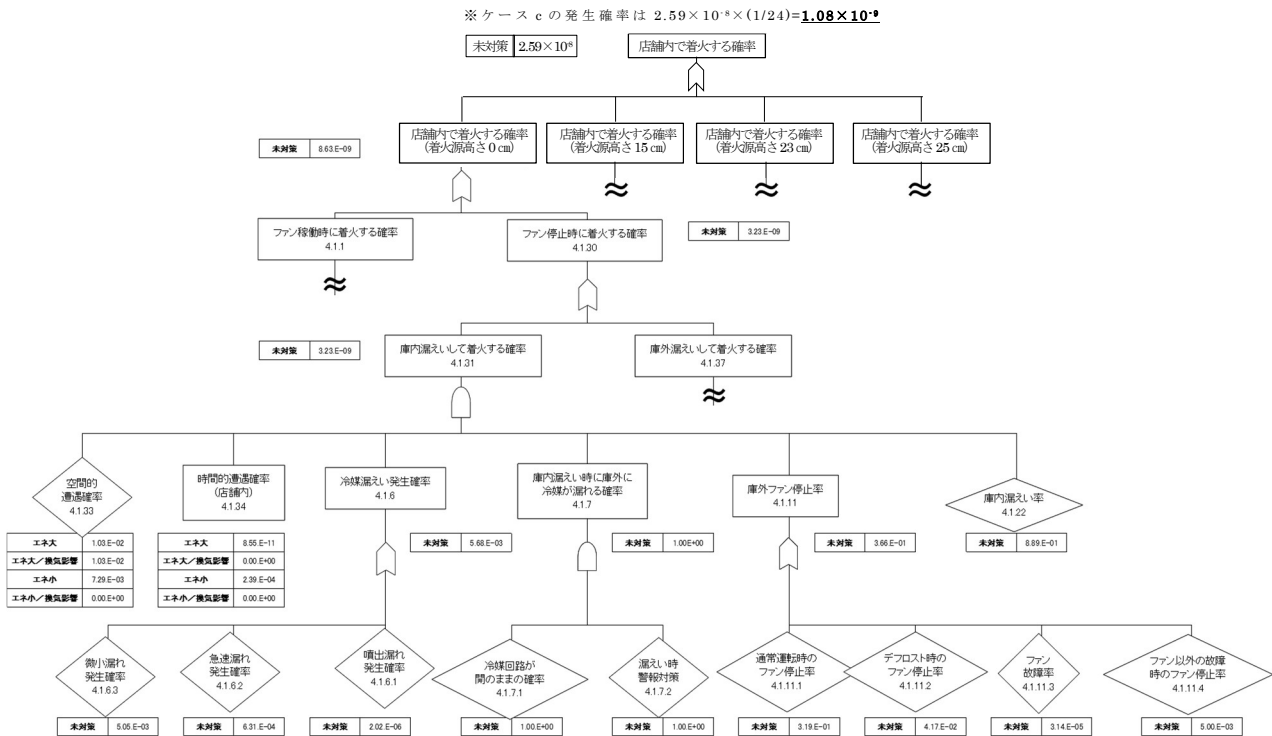 ※ケースcの発生確率は 2.59×10⁻⁸×(1/24)=1.08×10⁻⁹
未対策 2.59×10⁸
店舗内で着火する確率
店舗内で着火する確率
(着火源高さ0㎝)
店舗内で着火する確率
(着火源高さ15㎝)
店舗内で着火する確率
(着火源高さ23㎝)
店舗内で着火する確率
(着火源高さ25㎝)
未対策 8.63.E-09
ファン稼働時に着火する確率
4.1.1
ファン停止時に着火する確率
4.1.30
未対策 3.23.E-09
未対策 3.23.E-09
庫内漏えいして着火する確率
4.1.31
庫外漏えいして着火する確率
4.1.37
空間的
遭遇確率
4.1.33
時間的遭遇確率
(店舗内)
4.1.34
冷媒漏えい発生確率
4.1.6
庫内漏えい時に庫外に
冷媒が漏れる確率
4.1.7
庫外ファン停止率
4.1.11
庫内漏えい率
4.1.22
エネ大 1.03.E-02
エネ大/換気影響 1.03.E-02
エネ小 7.29.E-03
エネ小/換気影響 0.00.E+00
エネ大 8.55.E-11
エネ大/換気影響 0.00.E+00
エネ小 2.39.E-04
エネ小/換気影響 0.00.E+00
未対策 5.68.E-03
未対策 1.00E+00
未対策 3.66.E-01
未対策 8.89.E-01
微小漏れ
発生確率
4.1.6.3
急速漏れ
発生確率
4.1.6.2
噴出漏れ
発生確率
4.1.6.1
冷媒回路が
開のままの確率
4.1.7.1
漏えい時
警報対策
4.1.7.2
通常運転時の
ファン停止率
4.1.11.1
デフロスト時の
ファン停止率
4.1.11.2
ファン
故障率
4.1.11.3
ファン以外の故障
時のファン停止率
4.1.11.4
未対策 5.05.E-03
未対策 6.31.E-04
未対策 2.02.E-06
未対策 1.00.E+00
未対策 1.00E+00
未対策 3.19.E-01
未対策 4.17.E-02
未対策 3.14.E-05
未対策 5.00.E-03